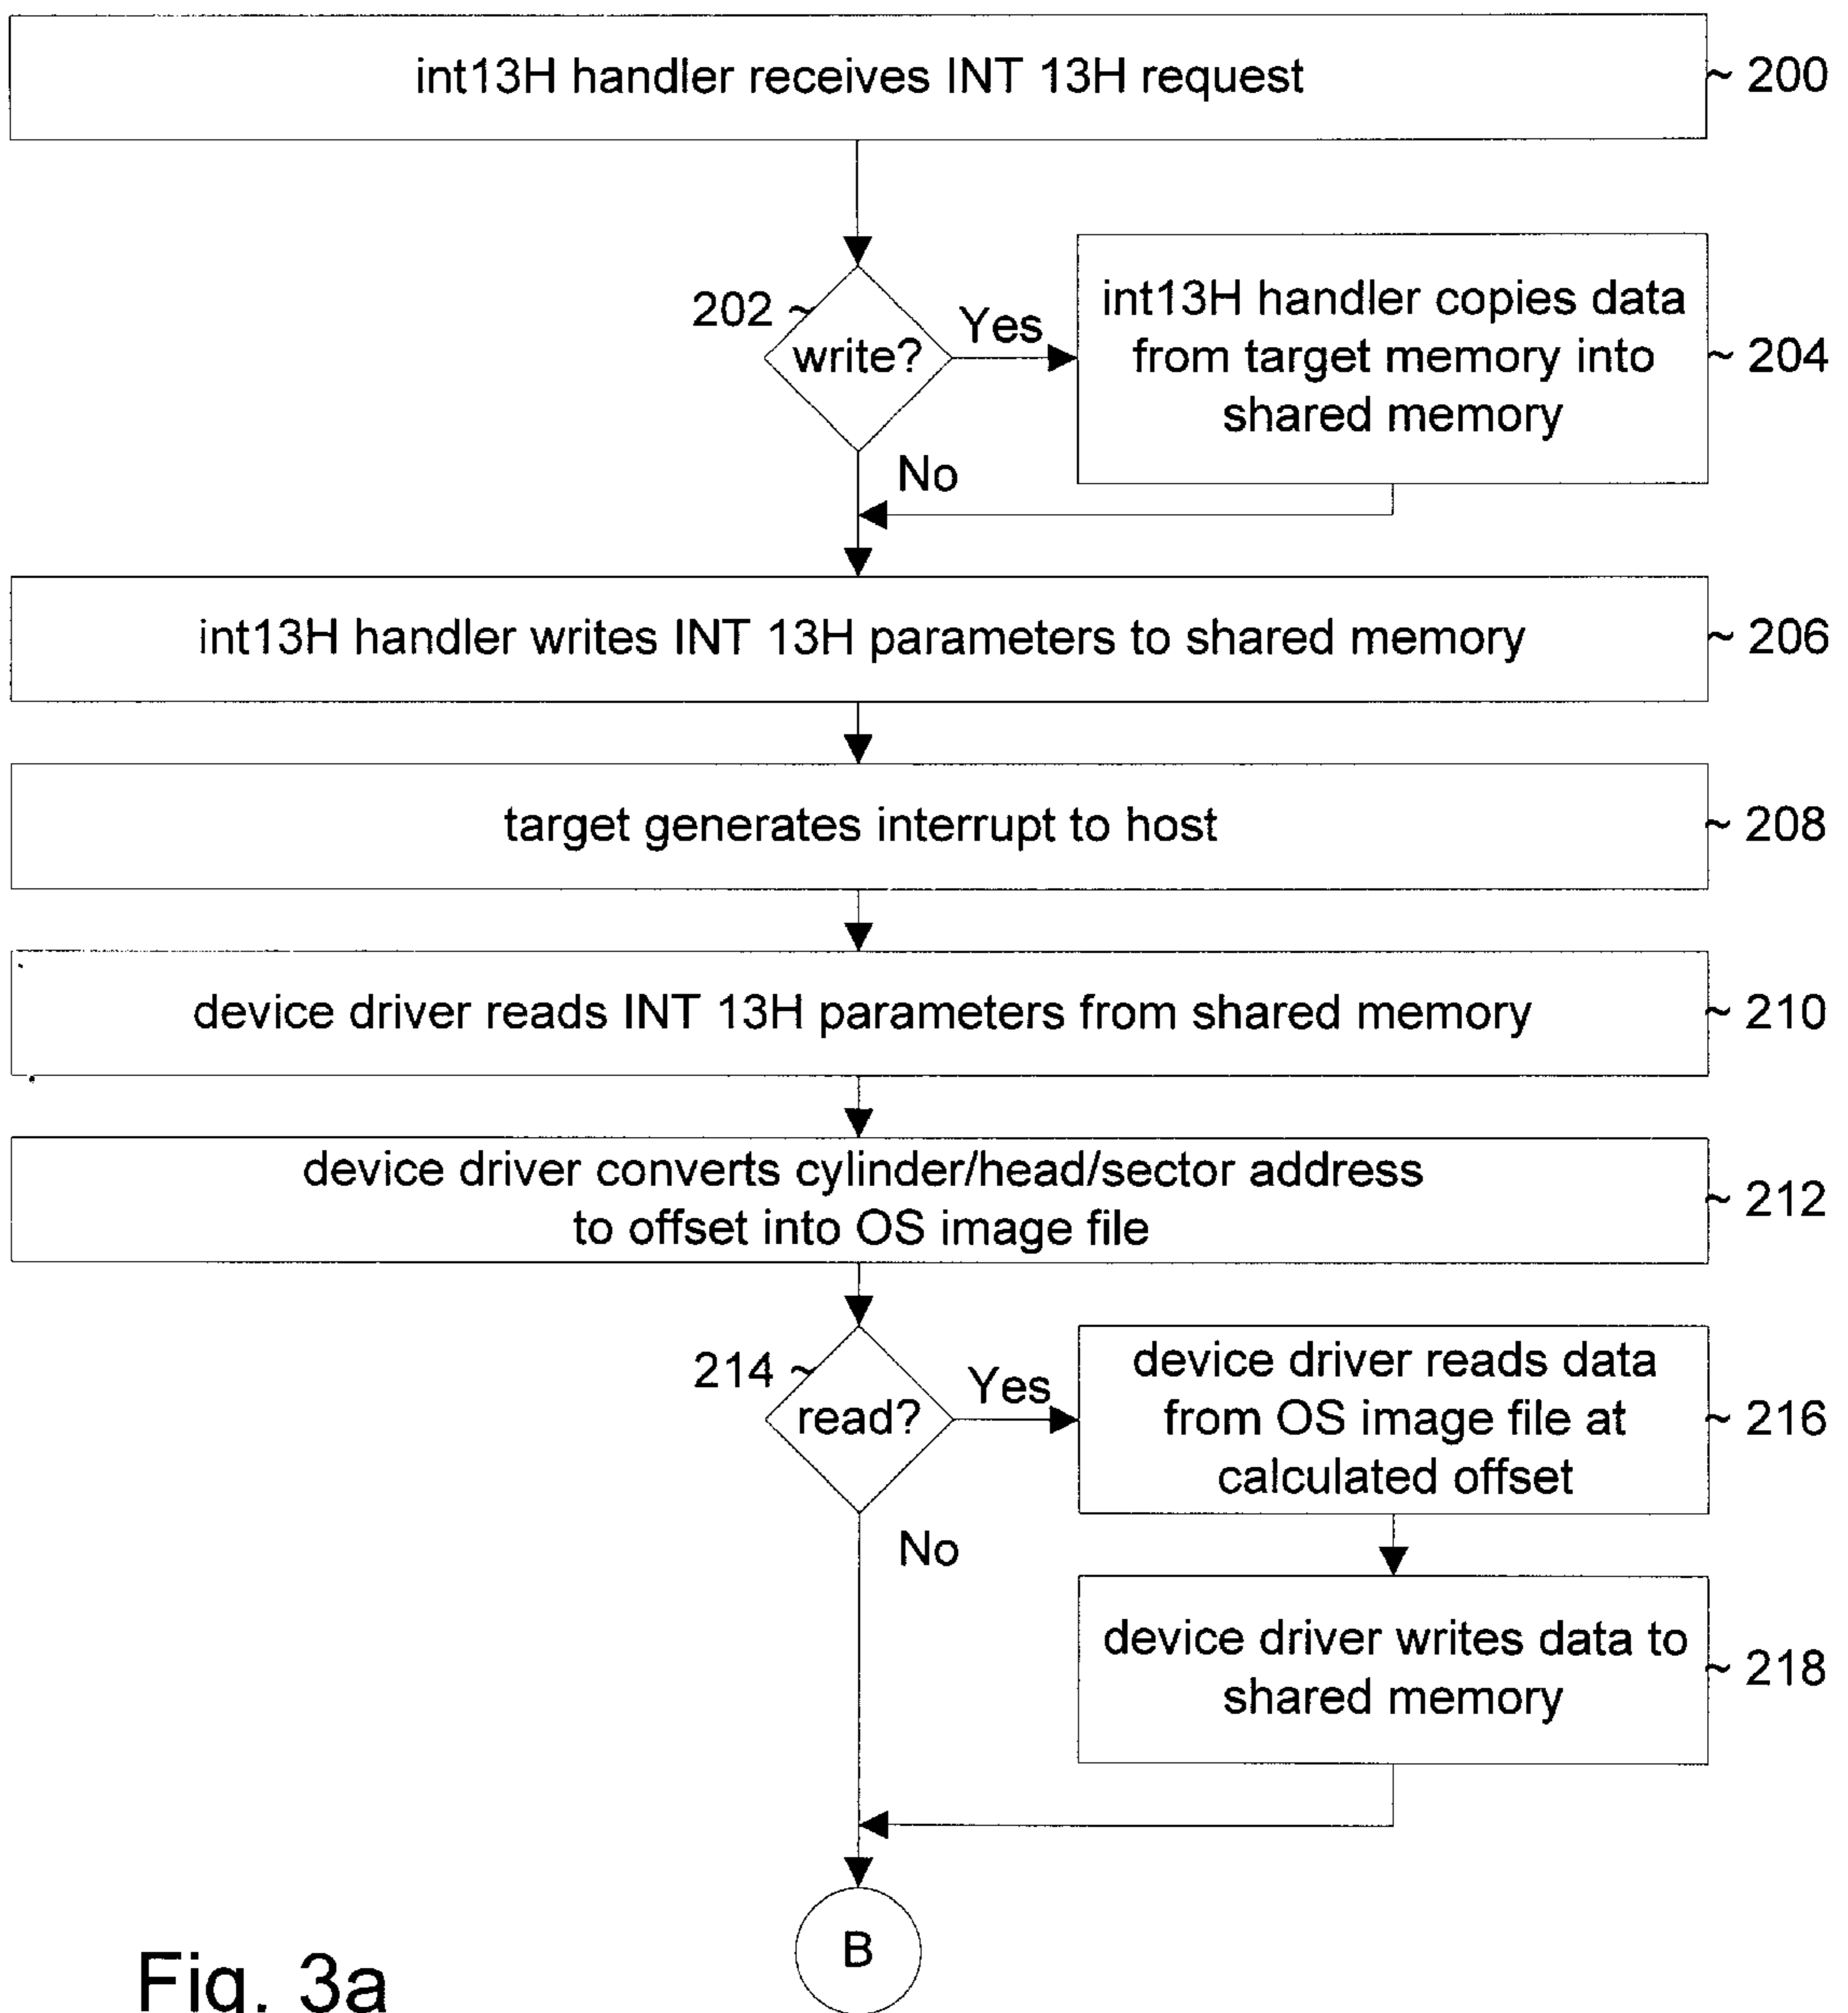 int13H handler receives INT 13H request
~ 200
202 ~
write?
Yes
int13H handler copies data
from target memory into
shared memory
~ 204
No
int13H handler writes INT 13H parameters to shared memory
~ 206
target generates interrupt to host
~ 208
device driver reads INT 13H parameters from shared memory
~ 210
device driver converts cylinder/head/sector address
to offset into OS image file
~ 212
214 ~
read?
Yes
device driver reads data
from OS image file at
calculated offset
~ 216
No
device driver writes data to
shared memory
~ 218
B
Fig. 3a